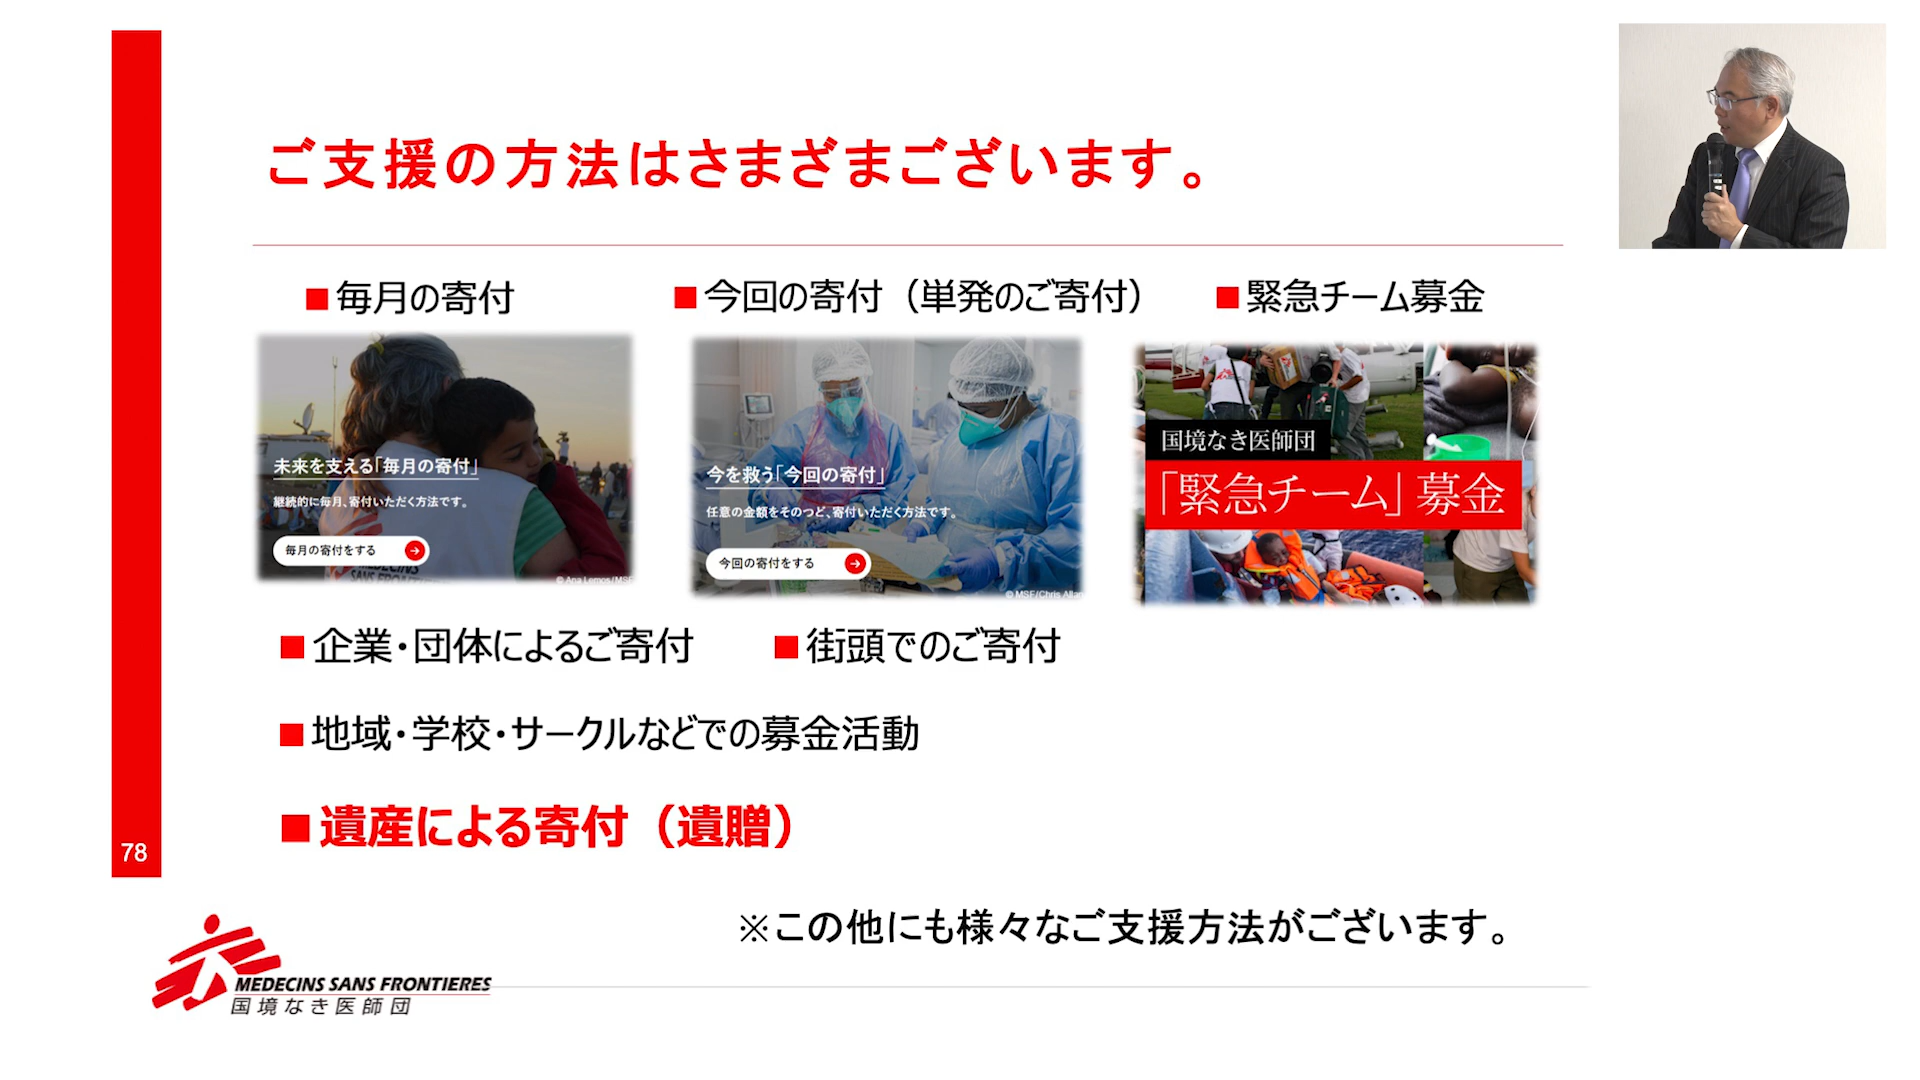 ご支援の方法はさまざまございます。
■毎月の寄付
■今回の寄付（単発のご寄付）
■緊急チーム募金
未来を支える「毎月の寄付」
継続的に毎月、寄付いただく方法です。
毎月の寄付をする
© Ana Lemos/MSF
今を救う「今回の寄付」
任意の金額をそのつど、寄付いただく方法です。
今回の寄付をする
© MSF/Chris Allan
国境なき医師団
「緊急チーム」募金
■企業・団体によるご寄付
■街頭でのご寄付
■地域・学校・サークルなどでの募金活動
■遺産による寄付（遺贈）
78
※この他にも様々なご支援方法がございます。
MEDECINS SANS FRONTIERES
国境なき医師団